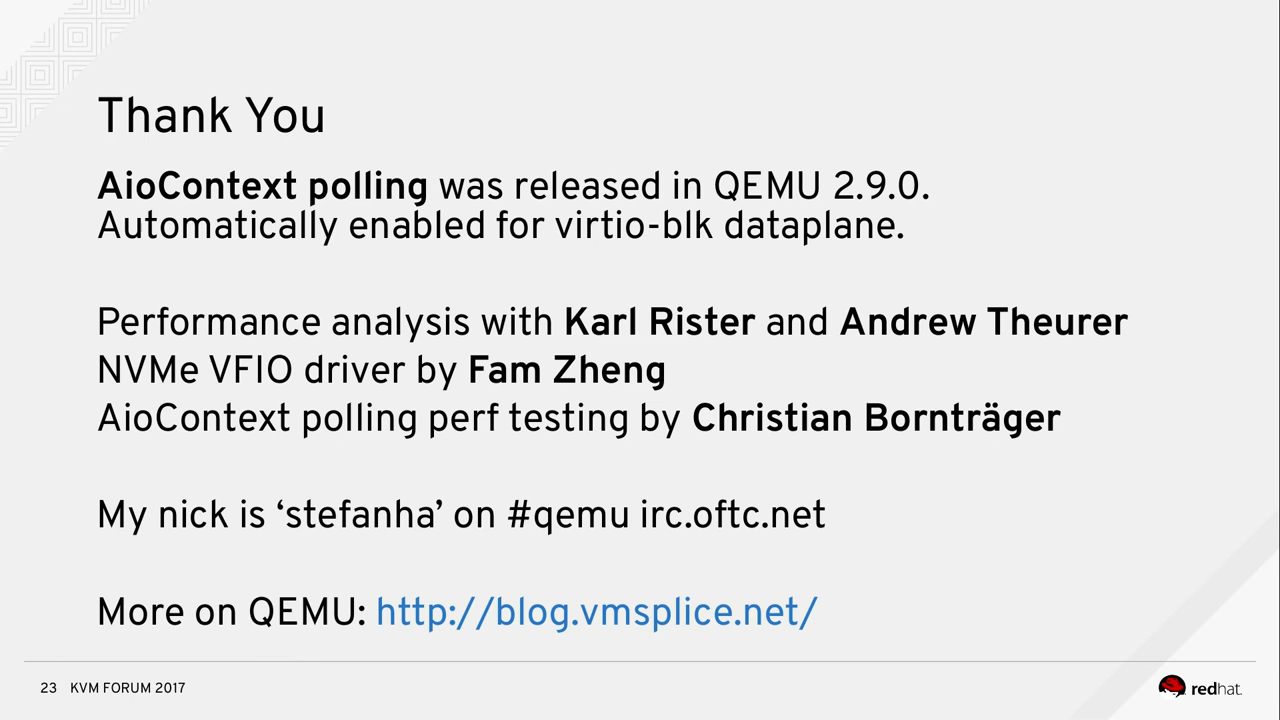 Thank You
AioContext polling was released in QEMU 2.9.0.
Automatically enabled for virtio-blk dataplane.
Performance analysis with Karl Rister and Andrew Theurer
NVMe VFIO driver by Fam Zheng
AioContext polling perf testing by Christian Bornträger
My nick is ‘stefanha’ on #qemu irc.oftc.net
More on QEMU: http://blog.vmsplice.net/
23 KVM FORUM 2017
redhat.